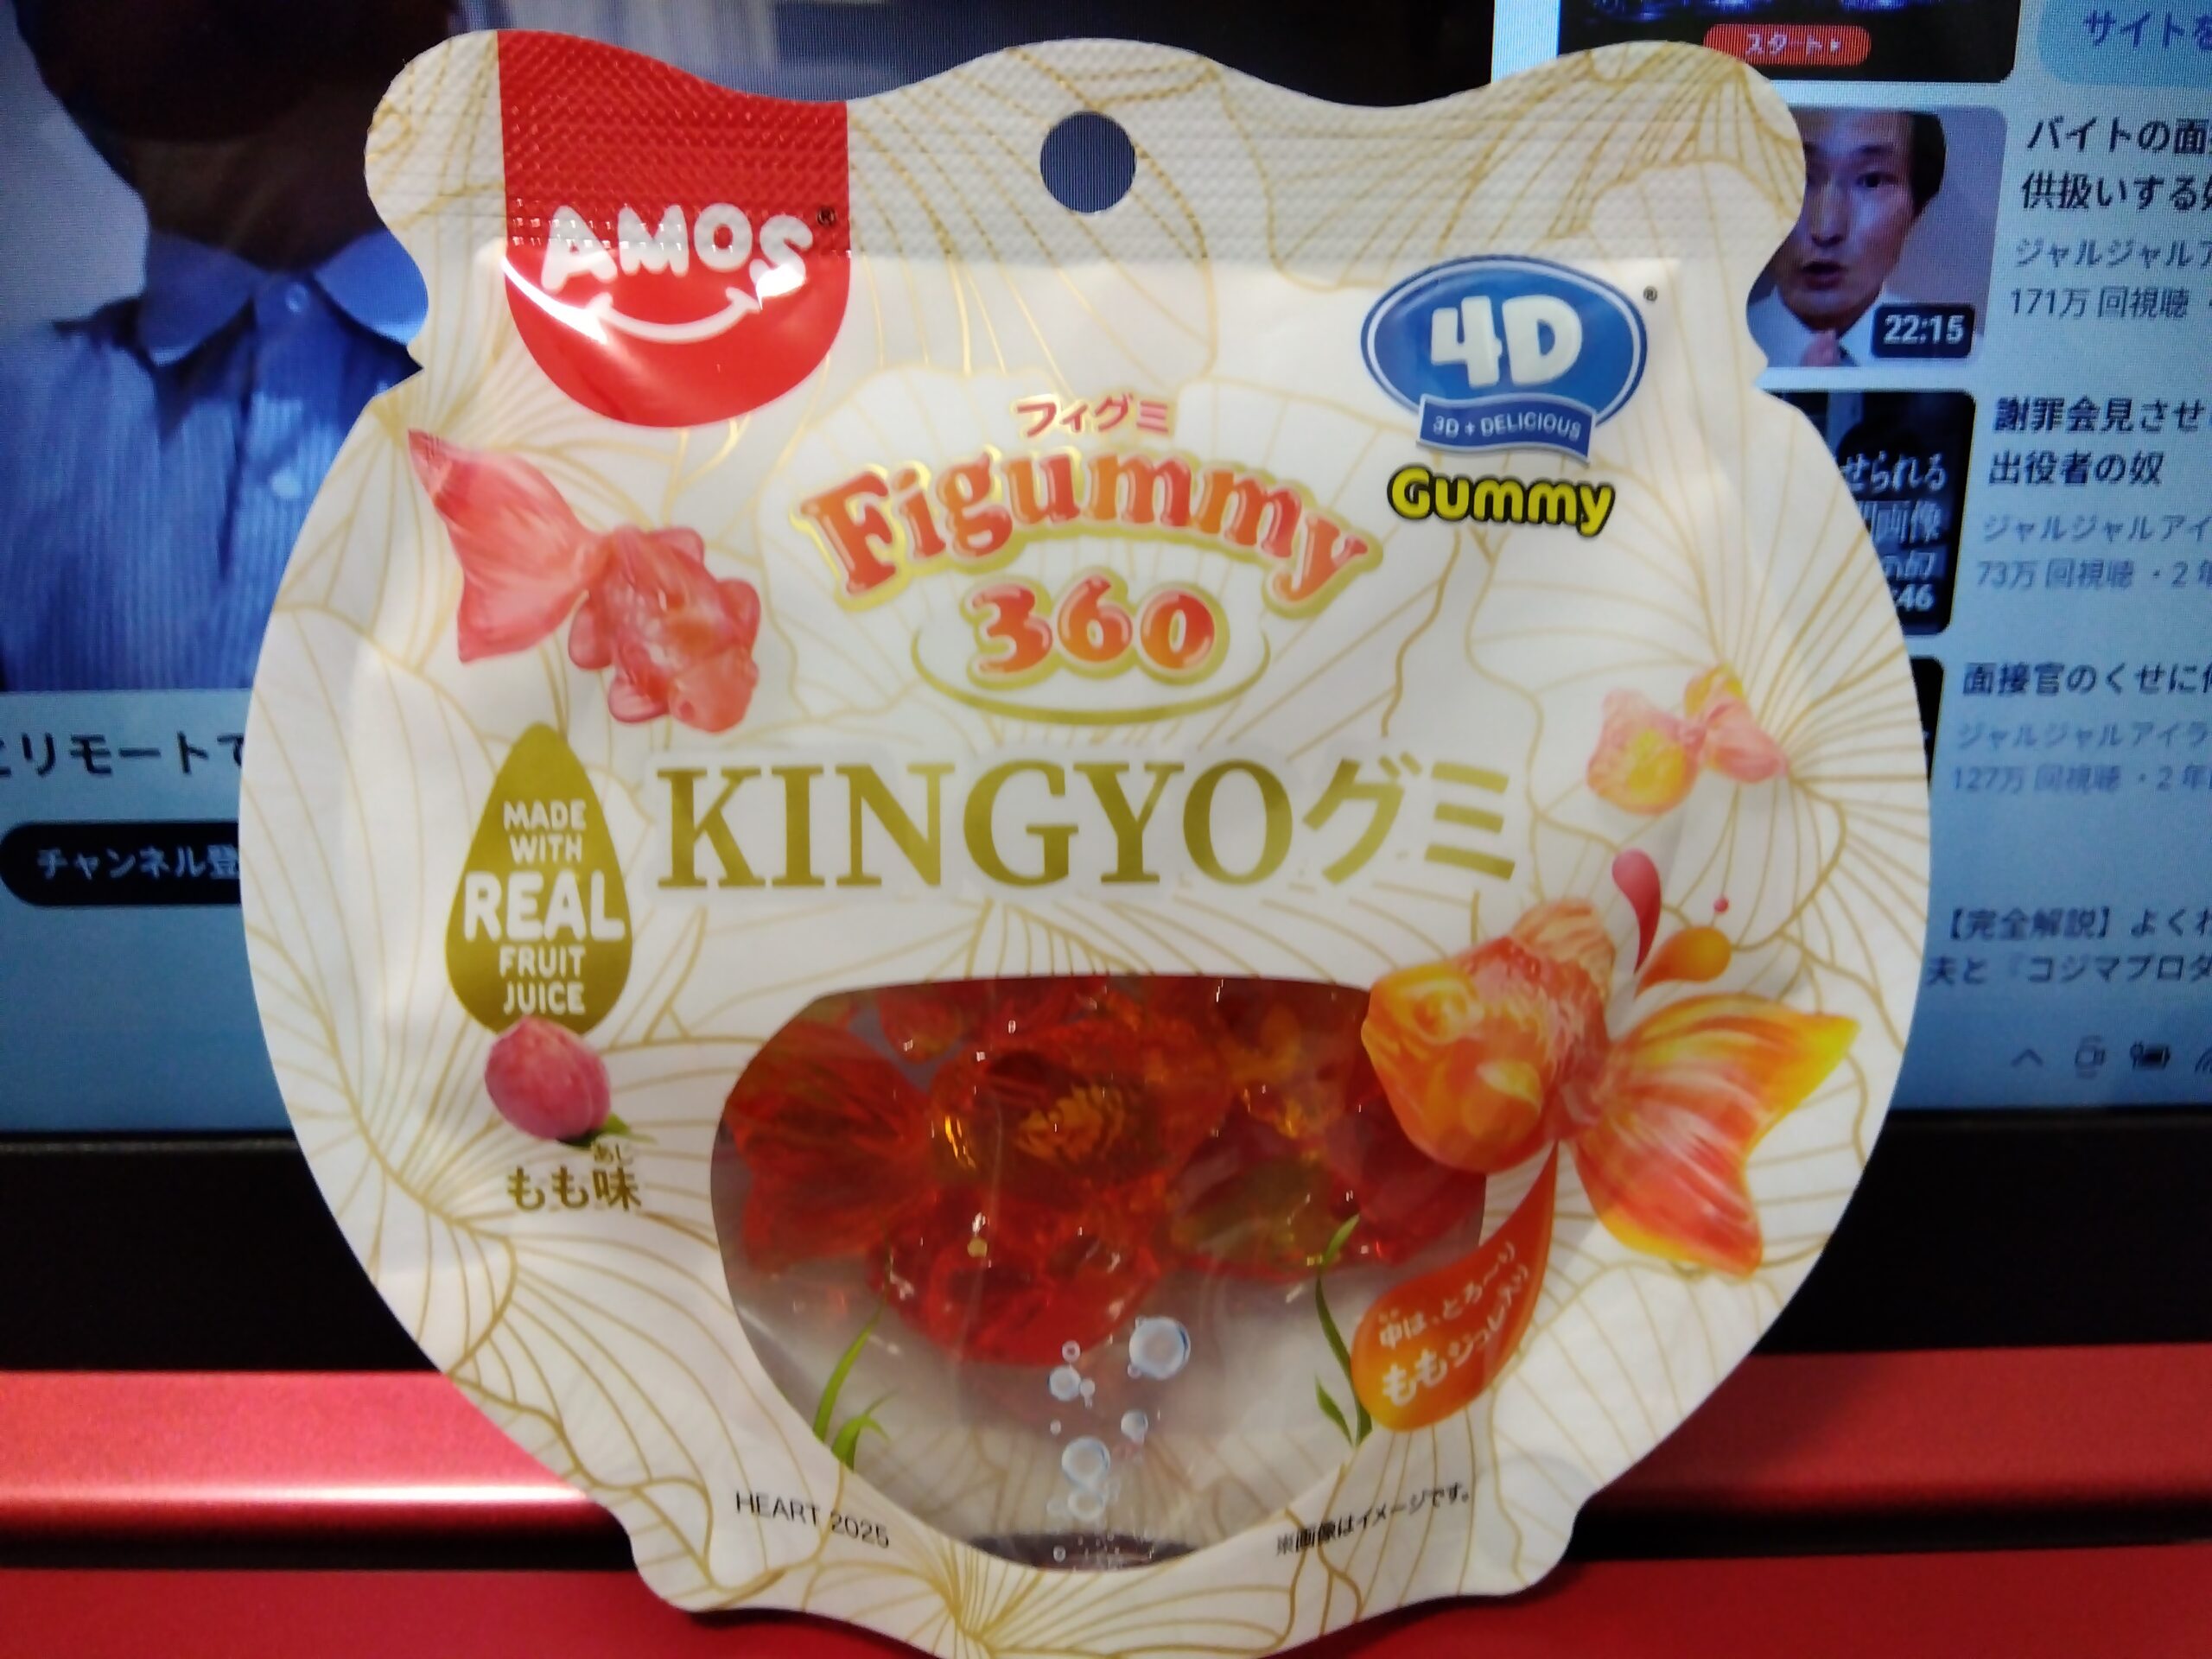 AMOS®
4D®
3D + DELICIOUS
Gummy
フィグミ
Figummy
360
KINGYOグミ
MADE
WITH
REAL
FRUIT
JUICE
あじ
もも味
中は、とろ〜り
ももジュレ入り
HEART 2025
※画像はイメージです。
スタート
サイトを
バイトの面
供扱いする
ジャルジャルア
171万 回視聴
22:15
謝罪会見させ
出役者の奴
ジャルジャルアイ
73万 回視聴 ・2
せられる
:46
面接官のくせに
ジャルジャルアイラ
127万 回視聴 ・2年
【完全解説】よくわ
夫と『コジマプロダ
リモートで
チャンネル登